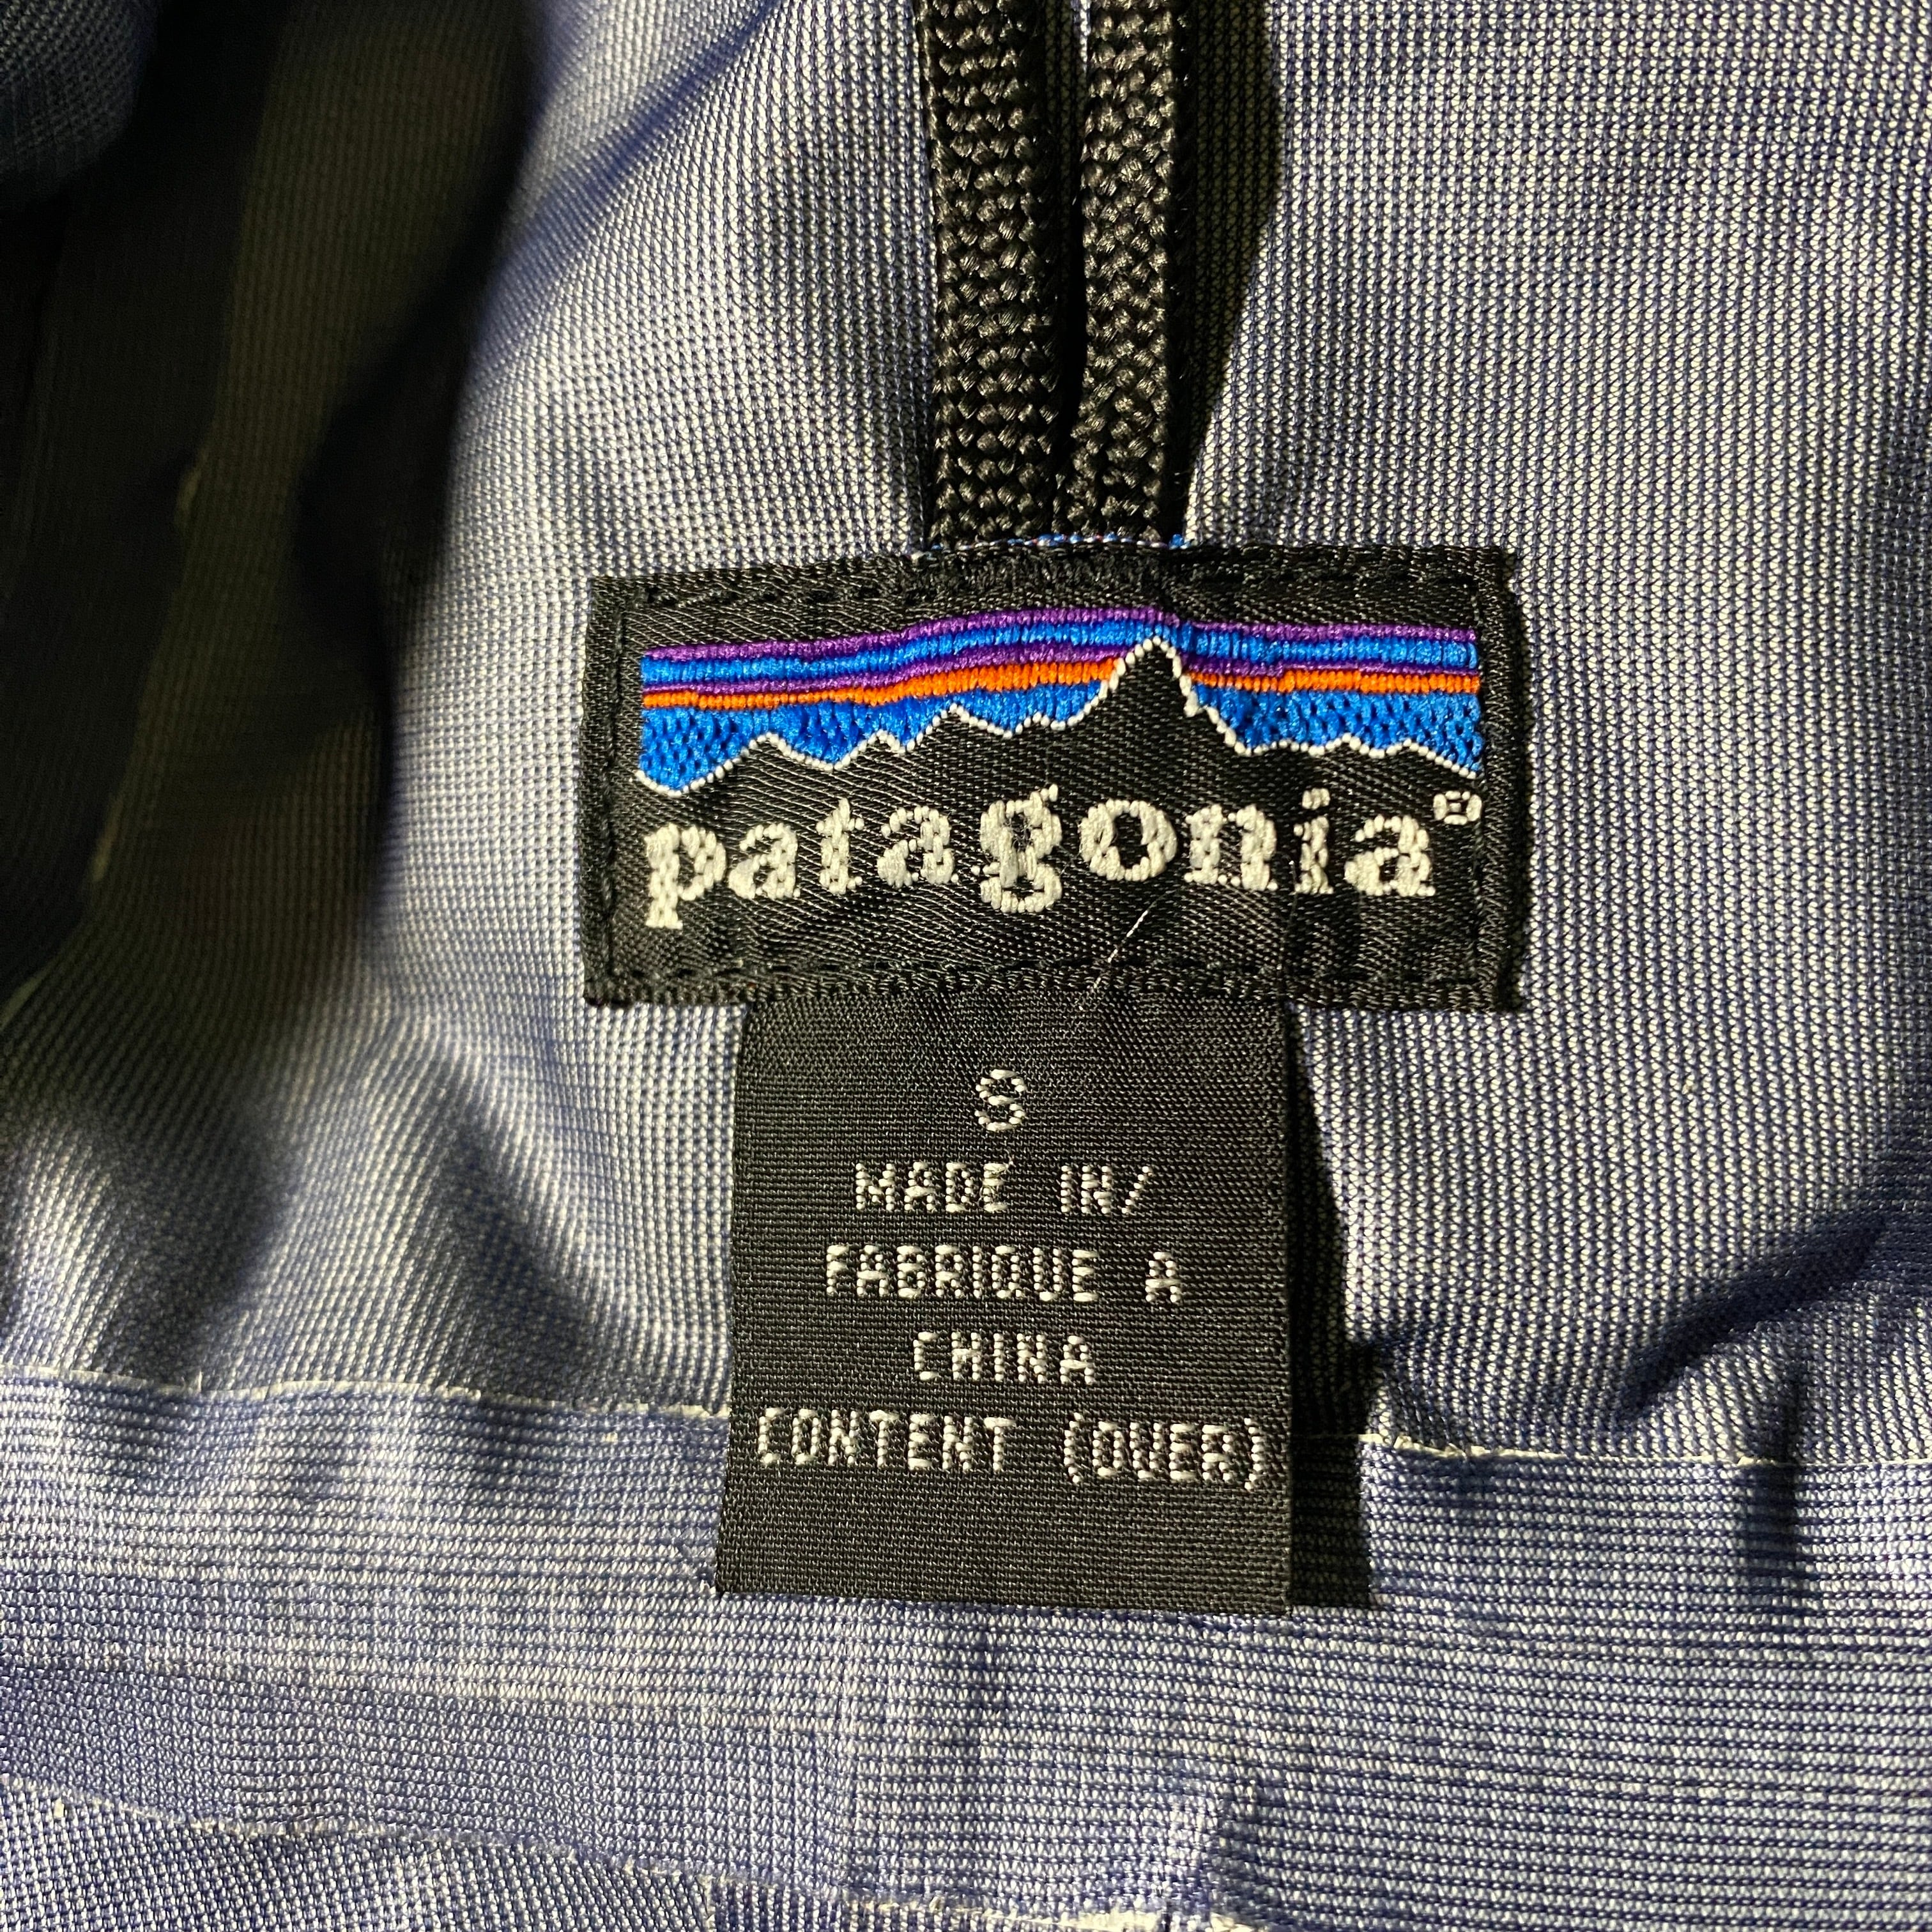 patagonia®
S
MADE IN/
FABRIQUE A
CHINA
CONTENT (OVER)